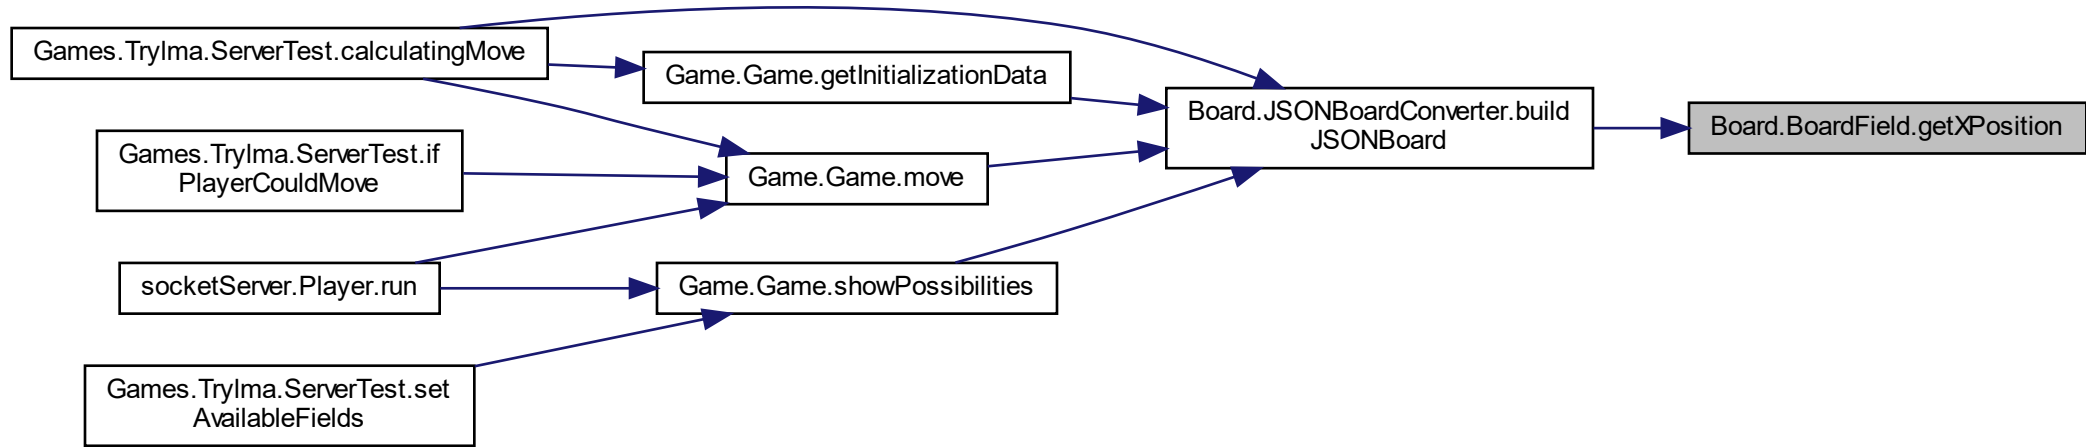 Games.Trylma.ServerTest.calculatingMove
Game.Game.getInitializationData
Board.JSONBoardConverter.build
JSONBoard
Board.BoardField.getXPosition
Games.Trylma.ServerTest.if
PlayerCouldMove
Game.Game.move
socketServer.Player.run
Game.Game.showPossibilities
Games.Trylma.ServerTest.set
AvailableFields